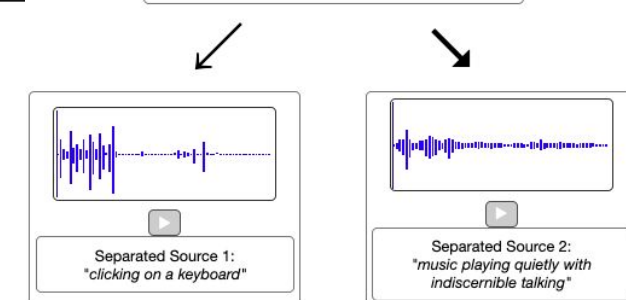 Separated Source 1:
"clicking on a keyboard"
Separated Source 2:
"music playing quietly with
indiscernible talking"